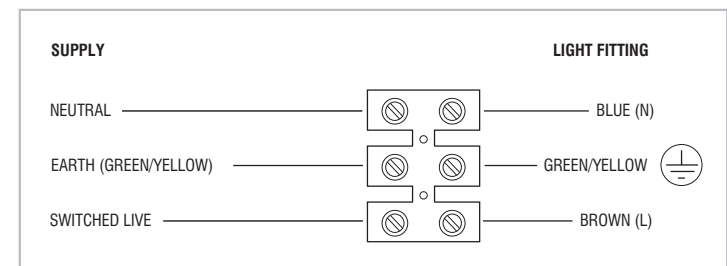 SUPPLY LIGHT FITTING
NEUTRAL BLUE (N)
EARTH (GREEN/YELLOW) GREEN/YELLOW
SWITCHED LIVE BROWN (L)